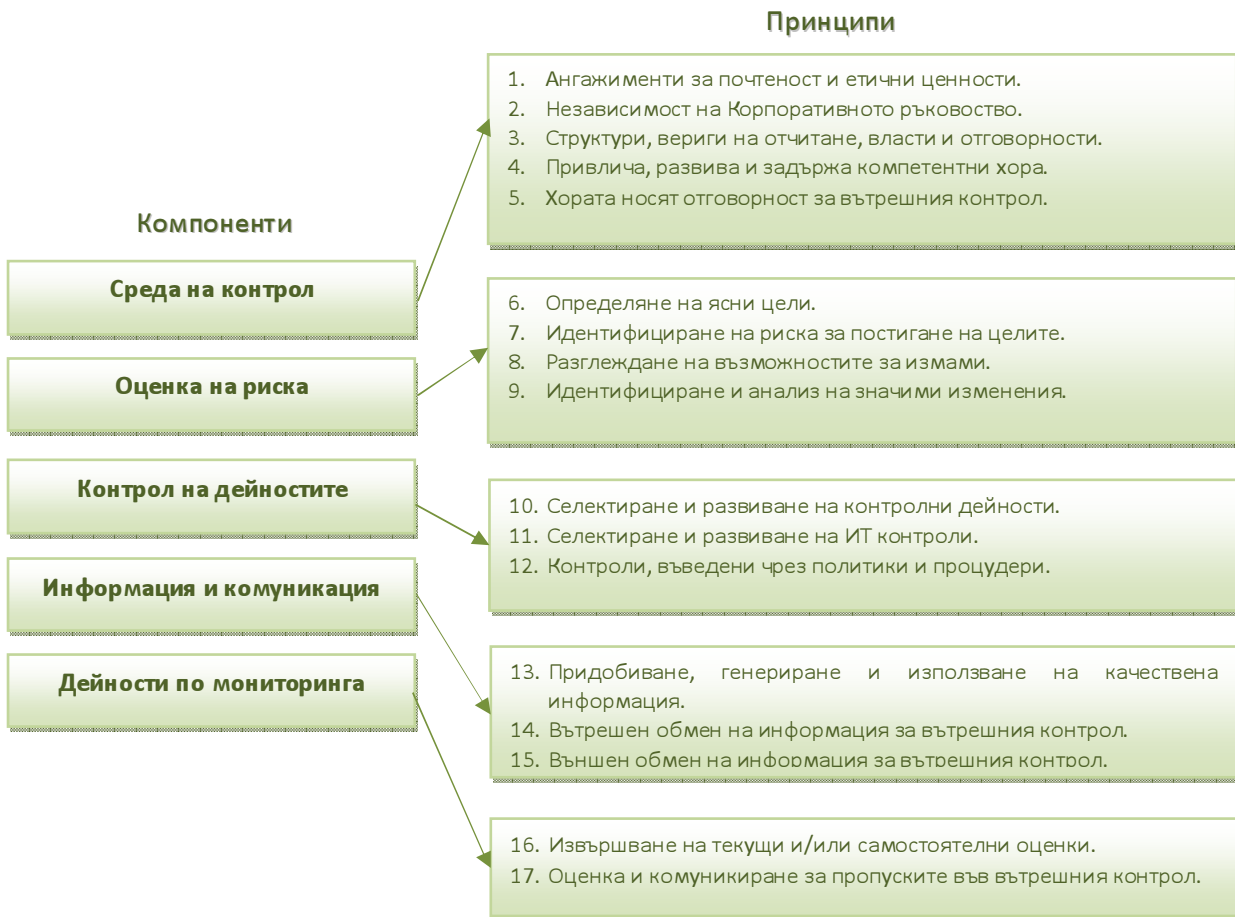 Принципи
1. Ангажименти за почтеност и етични ценности.
2. Независимост на Корпоративното ръковоство.
3. Структури, вериги на отчитане, власти и отговорности.
4. Привлича, развива и задържа компетентни хора.
5. Хората носят отговорност за вътрешния контрол.
Компоненти
Среда на контрол
Оценка на риска
Контрол на дейностите
Информация и комуникация
Дейности по мониторинга
6. Определяне на ясни цели.
7. Идентифициране на риска за постигане на целите.
8. Разглеждане на възможностите за измами.
9. Идентифициране и анализ на значими изменения.
10. Селектиране и развиване на контролни дейности.
11. Селектиране и развиване на ИТ контроли.
12. Контроли, въведени чрез политики и процудери.
13. Придобиване, генериране и използване на качествена
информация.
14. Вътрешен обмен на информация за вътрешния контрол.
15. Външен обмен на информация за вътрешния контрол.
16. Извършване на текущи и/или самостоятелни оценки.
17. Оценка и комуникиране за пропуските във вътрешния контрол.